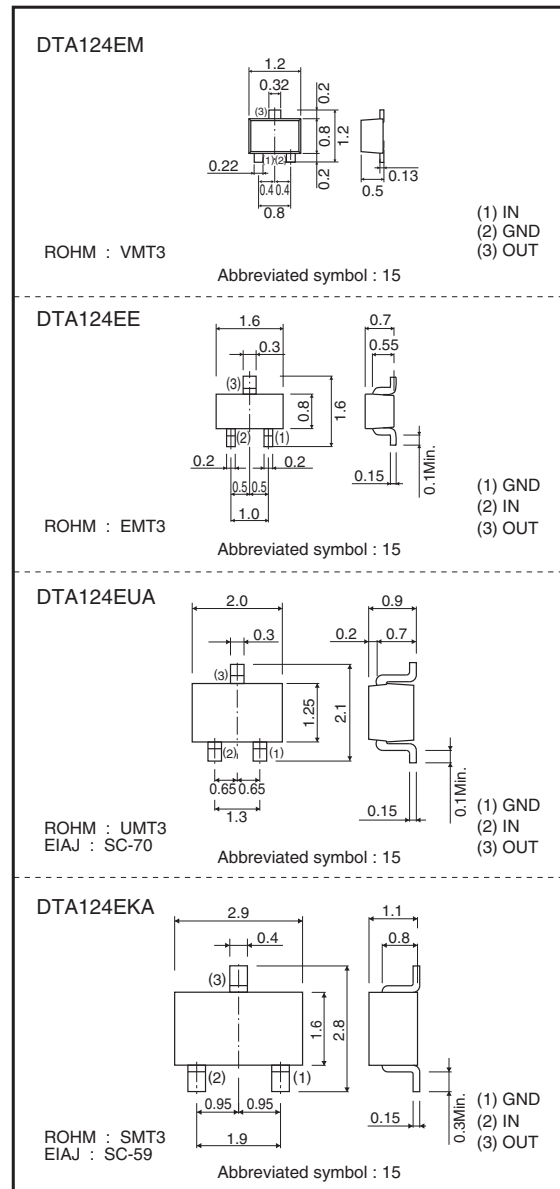 DTA124EM
1.2
0.32
0.2
(3)
0.8
1.2
(1) (2)
0.22
0.4 0.4
0.2
0.13
0.8
0.5
(1) IN
(2) GND
(3) OUT
ROHM : VMT3
Abbreviated symbol : 15
DTA124EE
1.6
0.7
0.3
0.55
(3)
0.8
1.6
(2)
(1)
0.2
0.2
0.5 0.5
0.15
0.1Min.
1.0
(1) GND
(2) IN
(3) OUT
ROHM : EMT3
Abbreviated symbol : 15
DTA124EUA
2.0
0.9
0.3
0.2
0.7
(3)
1.25
2.1
(2)
(1)
0.65 0.65
1.3
0.15
0.1Min.
(1) GND
(2) IN
(3) OUT
ROHM : UMT3
EIAJ : SC-70
Abbreviated symbol : 15
DTA124EKA
2.9
1.1
0.4
0.8
(3)
1.6
2.8
(2)
(1)
0.95
0.95
1.9
0.15
0.3Min.
(1) GND
(2) IN
(3) OUT
ROHM : SMT3
EIAJ : SC-59
Abbreviated symbol : 15